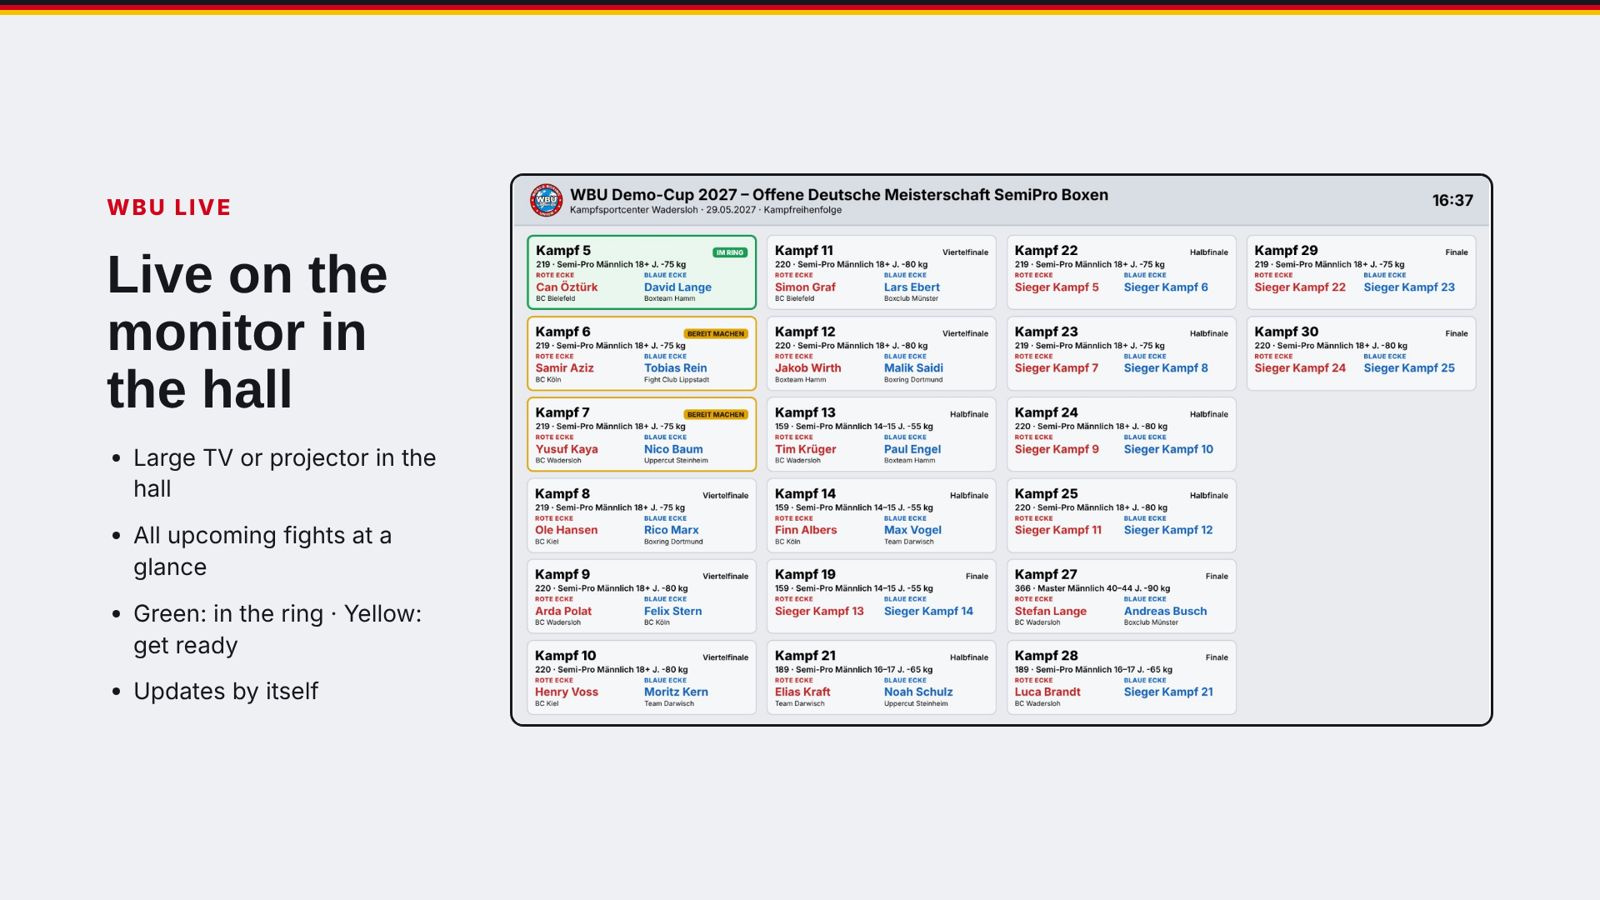 WBU LIVE
Live on the
monitor in
the hall
• Large TV or projector in the
hall
• All upcoming fights at a
glance
• Green: in the ring · Yellow:
get ready
• Updates by itself
WBU
WBU Demo-Cup 2027 – Offene Deutsche Meisterschaft SemiPro Boxen
Kampfsportcenter Wadersloh · 29.05.2027 · Kampfreihenfolge
16:37
Kampf 5 IM RING
219 · Semi-Pro Männlich 18+ J. -75 kg
ROTE ECKE BLAUE ECKE
Can Öztürk David Lange
BC Bielefeld Boxteam Hamm
Kampf 6 BEREIT MACHEN
219 · Semi-Pro Männlich 18+ J. -75 kg
ROTE ECKE BLAUE ECKE
Samir Aziz Tobias Rein
BC Köln Fight Club Lippstadt
Kampf 7 BEREIT MACHEN
219 · Semi-Pro Männlich 18+ J. -75 kg
ROTE ECKE BLAUE ECKE
Yusuf Kaya Nico Baum
BC Wadersloh Uppercut Steinheim
Kampf 8 Viertelfinale
219 · Semi-Pro Männlich 18+ J. -75 kg
ROTE ECKE BLAUE ECKE
Ole Hansen Rico Marx
BC Kiel Boxring Dortmund
Kampf 9 Viertelfinale
220 · Semi-Pro Männlich 18+ J. -80 kg
ROTE ECKE BLAUE ECKE
Arda Polat Felix Stern
BC Wadersloh BC Köln
Kampf 10 Viertelfinale
220 · Semi-Pro Männlich 18+ J. -80 kg
ROTE ECKE BLAUE ECKE
Henry Voss Moritz Kern
BC Kiel Team Darwisch
Kampf 11 Viertelfinale
220 · Semi-Pro Männlich 18+ J. -80 kg
ROTE ECKE BLAUE ECKE
Simon Graf Lars Ebert
BC Bielefeld Boxclub Münster
Kampf 12 Viertelfinale
220 · Semi-Pro Männlich 18+ J. -80 kg
ROTE ECKE BLAUE ECKE
Jakob Wirth Malik Saidi
Boxteam Hamm Boxring Dortmund
Kampf 13 Halbfinale
159 · Semi-Pro Männlich 14–15 J. -55 kg
ROTE ECKE BLAUE ECKE
Tim Krüger Paul Engel
BC Wadersloh Boxteam Hamm
Kampf 14 Halbfinale
159 · Semi-Pro Männlich 14–15 J. -55 kg
ROTE ECKE BLAUE ECKE
Finn Albers Max Vogel
BC Köln Team Darwisch
Kampf 19 Finale
159 · Semi-Pro Männlich 14–15 J. -55 kg
ROTE ECKE BLAUE ECKE
Sieger Kampf 13 Sieger Kampf 14
Kampf 21 Halbfinale
189 · Semi-Pro Männlich 16–17 J. -65 kg
ROTE ECKE BLAUE ECKE
Elias Kraft Noah Schulz
Team Darwisch Uppercut Steinheim
Kampf 22 Halbfinale
219 · Semi-Pro Männlich 18+ J. -75 kg
ROTE ECKE BLAUE ECKE
Sieger Kampf 5 Sieger Kampf 6
Kampf 23 Halbfinale
219 · Semi-Pro Männlich 18+ J. -75 kg
ROTE ECKE BLAUE ECKE
Sieger Kampf 7 Sieger Kampf 8
Kampf 24 Halbfinale
220 · Semi-Pro Männlich 18+ J. -80 kg
ROTE ECKE BLAUE ECKE
Sieger Kampf 9 Sieger Kampf 10
Kampf 25 Halbfinale
220 · Semi-Pro Männlich 18+ J. -80 kg
ROTE ECKE BLAUE ECKE
Sieger Kampf 11 Sieger Kampf 12
Kampf 27 Finale
366 · Master Männlich 40–44 J. -90 kg
ROTE ECKE BLAUE ECKE
Stefan Lange Andreas Busch
BC Wadersloh Boxclub Münster
Kampf 28 Finale
189 · Semi-Pro Männlich 16–17 J. -65 kg
ROTE ECKE BLAUE ECKE
Luca Brandt Sieger Kampf 21
BC Wadersloh
Kampf 29 Finale
219 · Semi-Pro Männlich 18+ J. -75 kg
ROTE ECKE BLAUE ECKE
Sieger Kampf 22 Sieger Kampf 23
Kampf 30 Finale
220 · Semi-Pro Männlich 18+ J. -80 kg
ROTE ECKE BLAUE ECKE
Sieger Kampf 24 Sieger Kampf 25